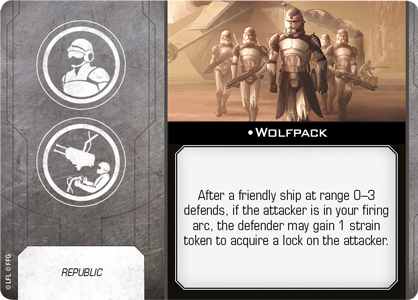 • WOLFPACK
After a friendly ship at range 0–3
defends, if the attacker is in your firing
arc, the defender may gain 1 strain
token to acquire a lock on the attacker.
REPUBLIC
© LFL © FFG